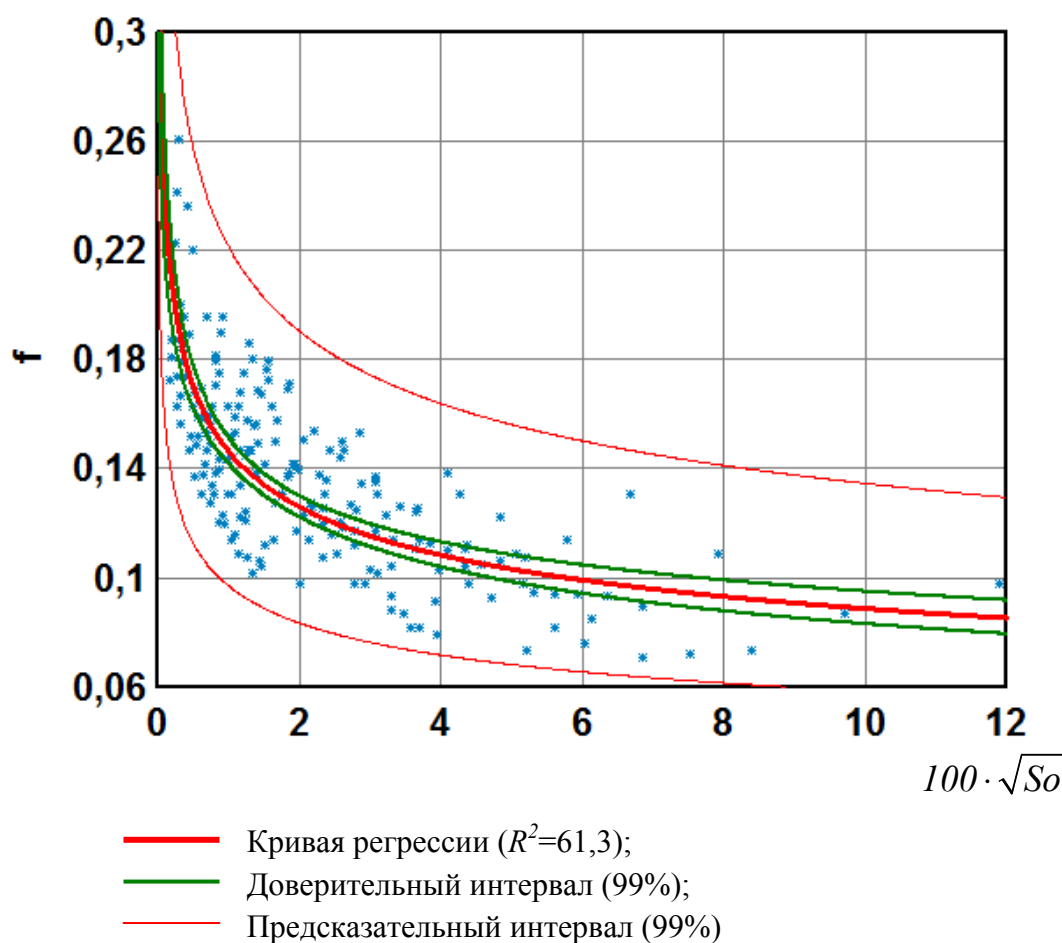 0,3
0,26
0,22
0,18
0,14
0,1
0,06
f
0 2 4 6 8 10 12
100 · √So
Кривая регрессии (R²=61,3);
Доверительный интервал (99%);
Предсказательный интервал (99%)